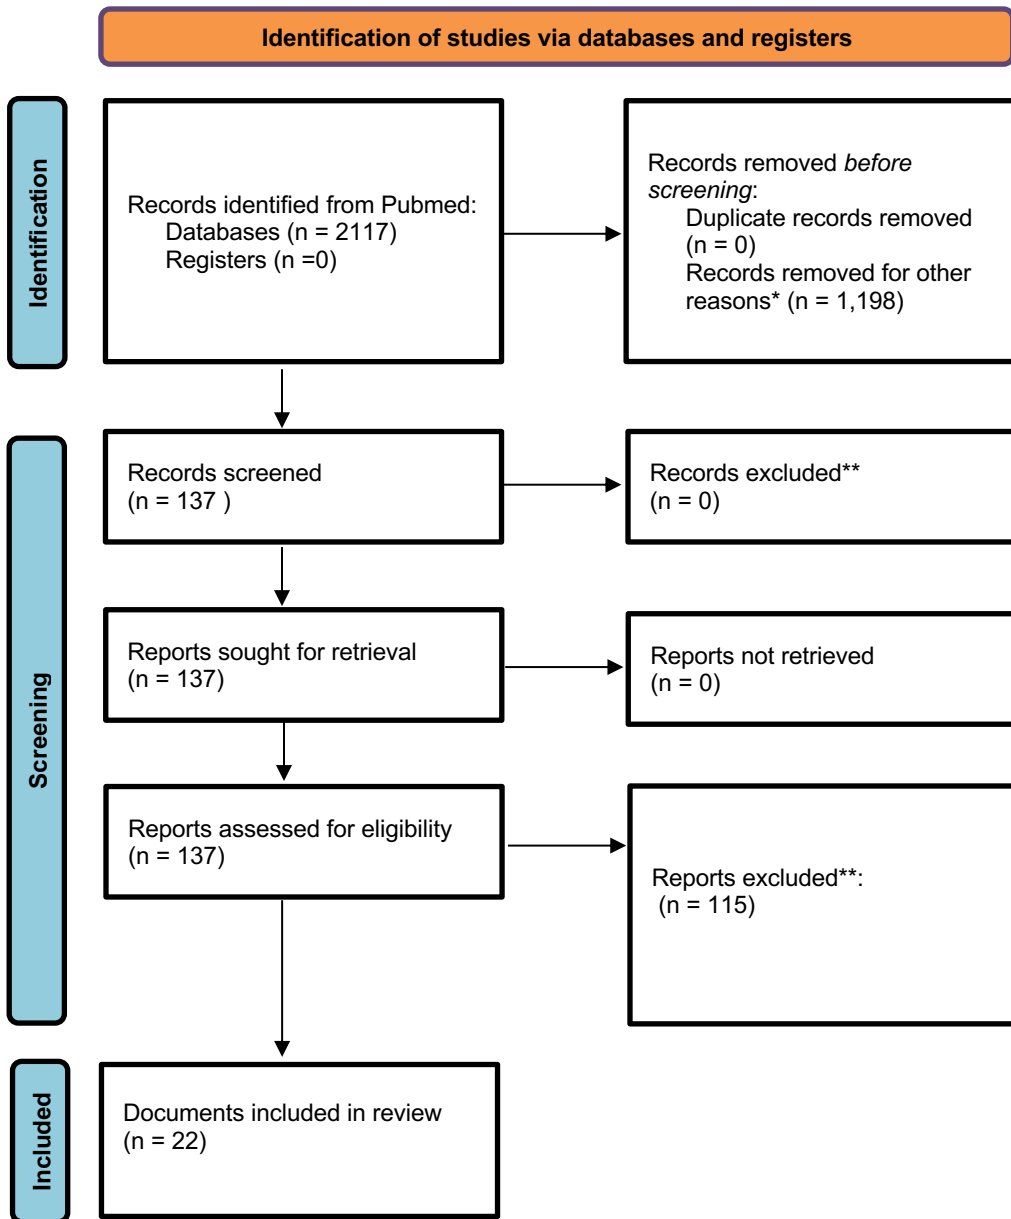 Identification of studies via databases and registers
Identification
Records identified from Pubmed:
Databases (n = 2117)
Registers (n =0)
Records removed before
screening:
Duplicate records removed
(n = 0)
Records removed for other
reasons* (n = 1,198)
Screening
Records screened
(n = 137 )
Records excluded**
(n = 0)
Reports sought for retrieval
(n = 137)
Reports not retrieved
(n = 0)
Reports assessed for eligibility
(n = 137)
Reports excluded**:
(n = 115)
Included
Documents included in review
(n = 22)